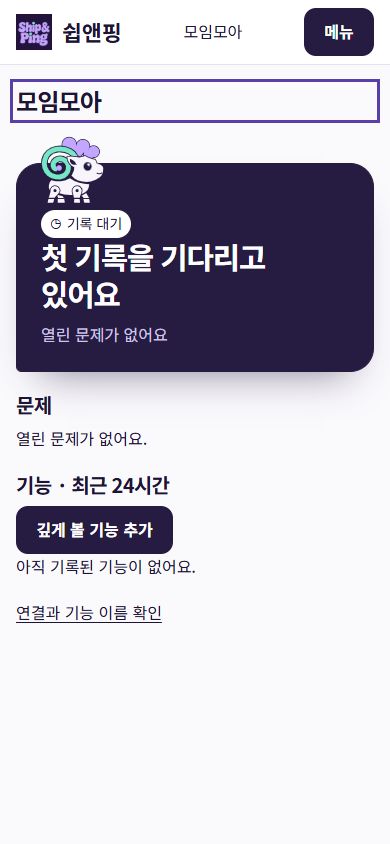 Ship&
Ping
쉽앤핑
모임모아
메뉴
모임모아
기록 대기
첫 기록을 기다리고
있어요
열린 문제가 없어요
문제
열린 문제가 없어요.
기능 · 최근 24시간
깊게 볼 기능 추가
아직 기록된 기능이 없어요.
연결과 기능 이름 확인